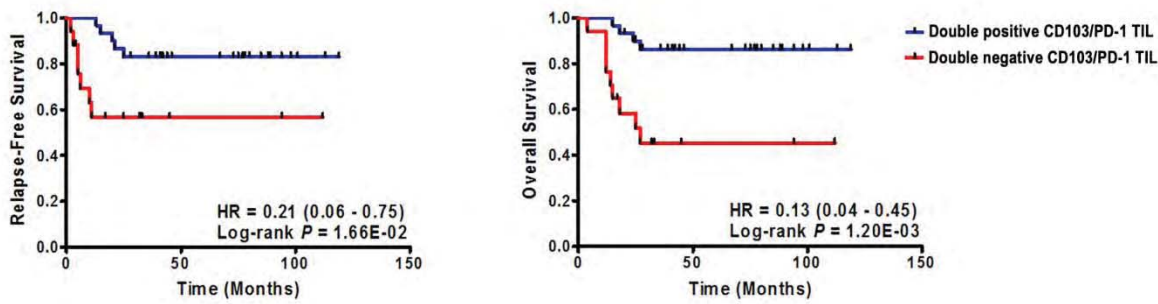 Relapse-Free Survival
1.0
0.8
0.6
0.4
0.2
0.0
0
50
100
150
Time (Months)
HR = 0.21 (0.06 - 0.75)
Log-rank P = 1.66E-02
Overall Survival
1.0
0.8
0.6
0.4
0.2
0.0
0
50
100
150
Time (Months)
HR = 0.13 (0.04 - 0.45)
Log-rank P = 1.20E-03
Double positive CD103/PD-1 TIL
Double negative CD103/PD-1 TIL